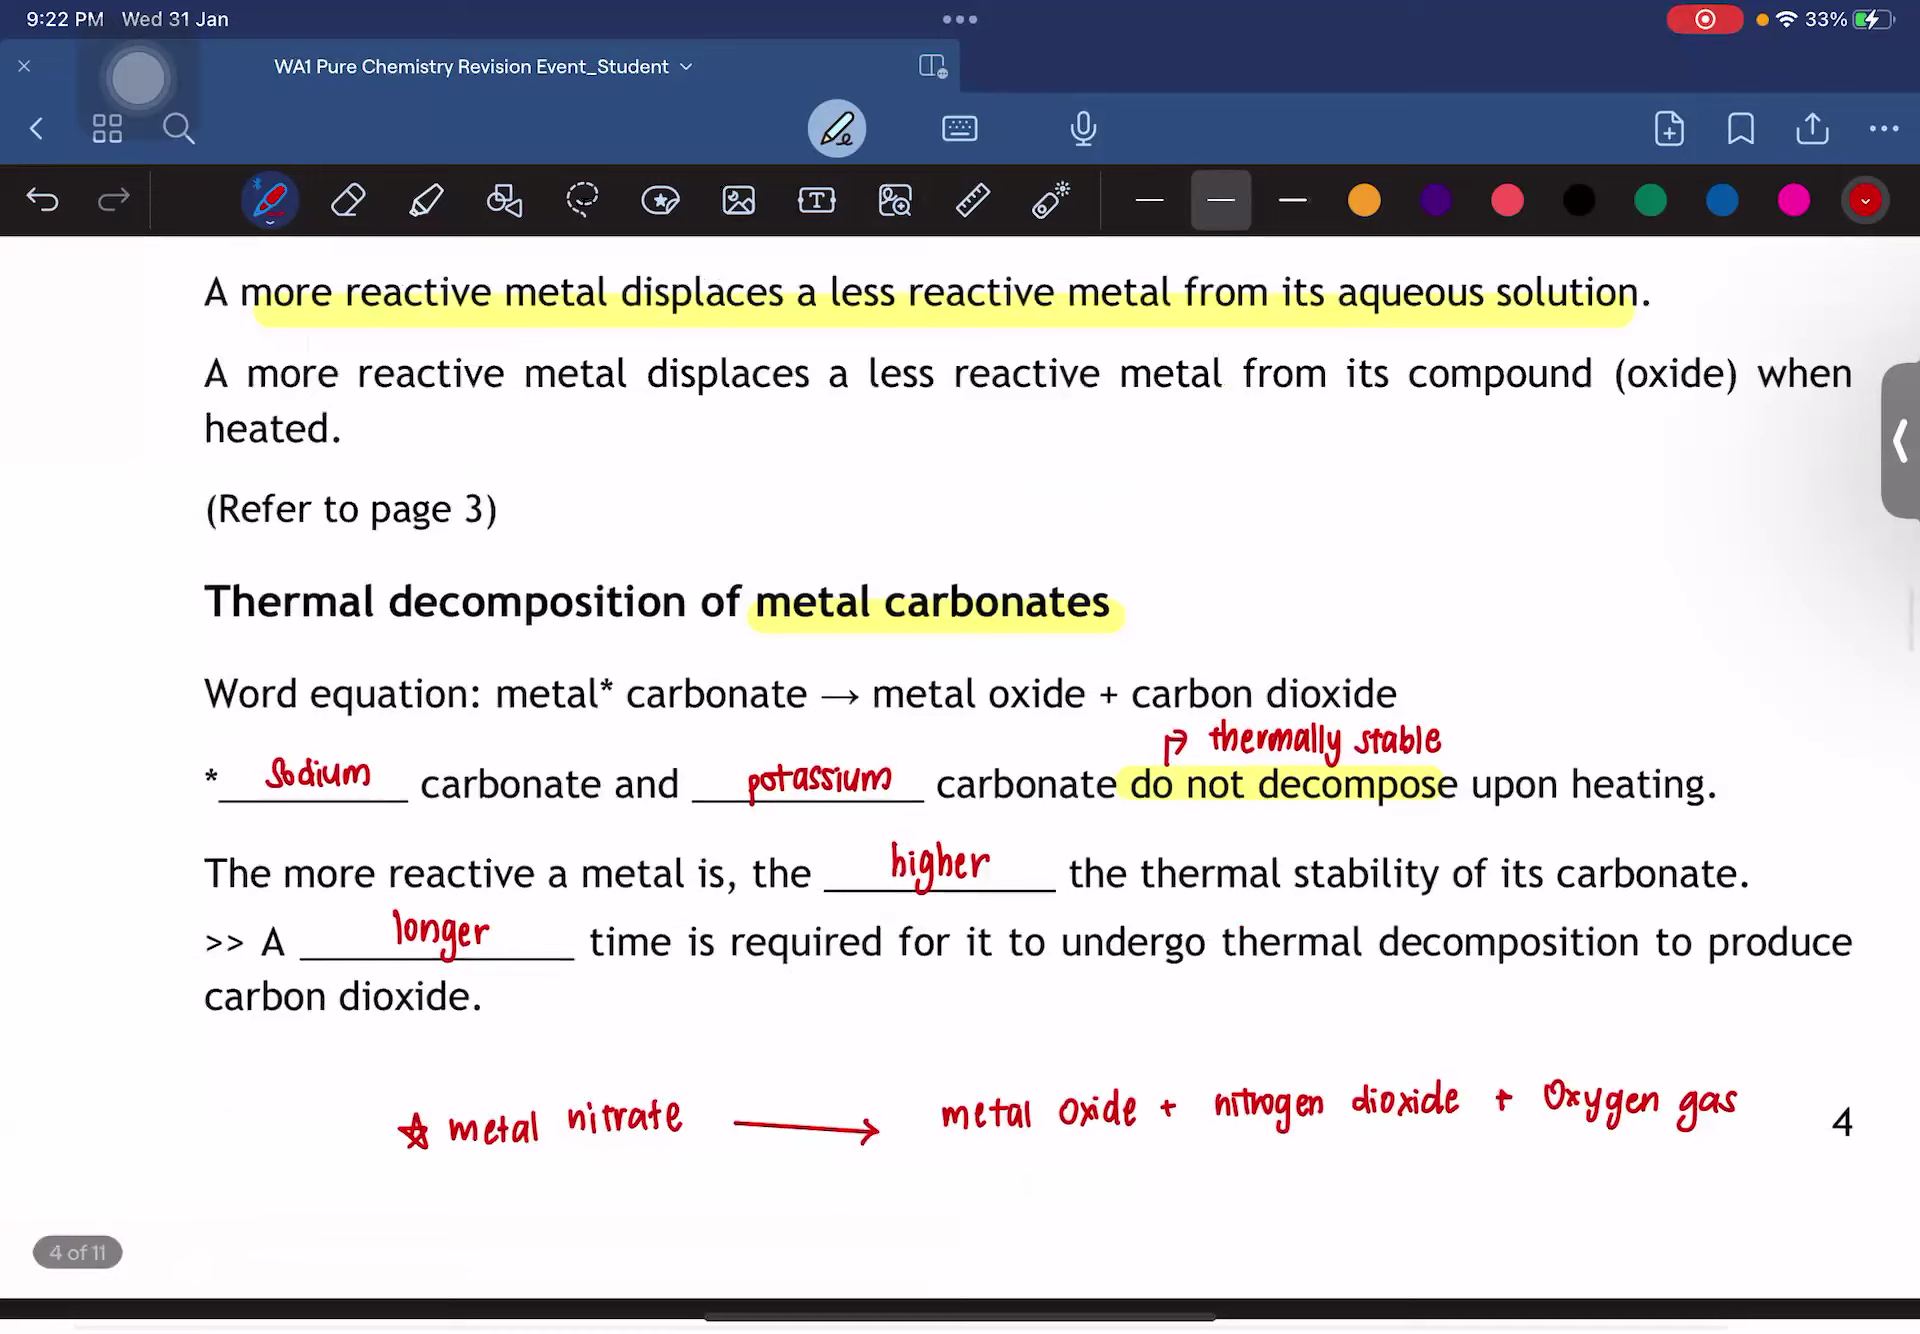 9:22 PM Wed 31 Jan
33%
WA1 Pure Chemistry Revision Event_Student
A more reactive metal displaces a less reactive metal from its aqueous solution.
A more reactive metal displaces a less reactive metal from its compound (oxide) when
heated.
(Refer to page 3)
Thermal decomposition of metal carbonates
Word equation: metal* carbonate → metal oxide + carbon dioxide
thermally stable
* sodium carbonate and potassium carbonate do not decompose upon heating.
The more reactive a metal is, the higher the thermal stability of its carbonate.
>> A longer time is required for it to undergo thermal decomposition to produce
carbon dioxide.
☆ metal nitrate → metal oxide + nitrogen dioxide + oxygen gas
4
4 of 11